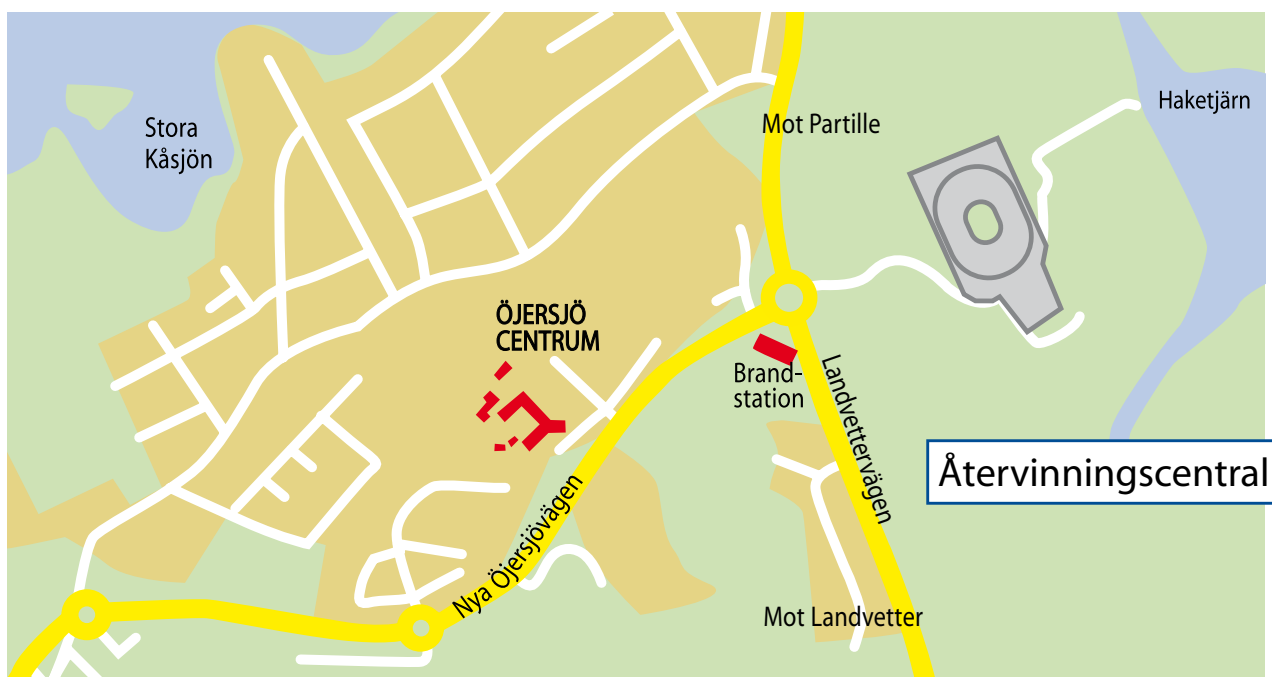 Haketjärn
Mot Partille
Stora
Kåsjön
ÖJERSJÖ
CENTRUM
Brand-
station
Landvettervägen
Återvinningscentral
Nya Öjersjövägen
Mot Landvetter